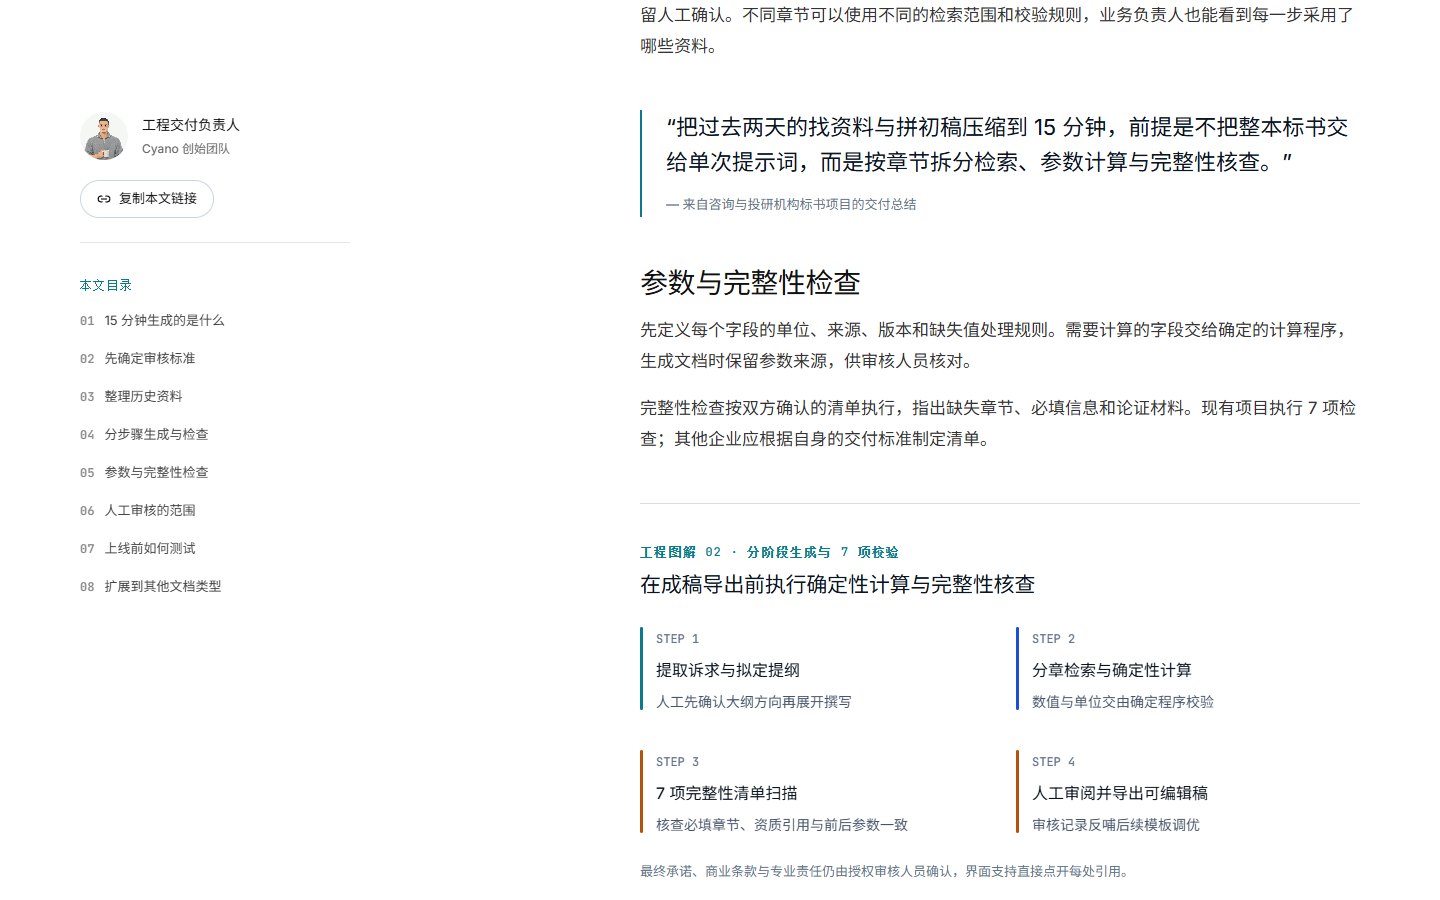 留人工确认。不同章节可以使用不同的检索范围和校验规则，业务负责人也能看到每一步采用了
哪些资料。
工程交付负责人
Cyano 创始团队
复制本文链接
本文目录
01 15 分钟生成的是什么
02 先确定审核标准
03 整理历史资料
04 分步骤生成与检查
05 参数与完整性检查
06 人工审核的范围
07 上线前如何测试
08 扩展到其他文档类型
“把过去两天的找资料与拼初稿压缩到 15 分钟，前提是不把整本标书交
给单次提示词，而是按章节拆分检索、参数计算与完整性核查。”
— 来自咨询与投研机构标书项目的交付总结
参数与完整性检查
先定义每个字段的单位、来源、版本和缺失值处理规则。需要计算的字段交给确定的计算程序，
生成文档时保留参数来源，供审核人员核对。
完整性检查按双方确认的清单执行，指出缺失章节、必填信息和论证材料。现有项目执行 7 项检
查；其他企业应根据自身的交付标准制定清单。
工程图解 02 · 分阶段生成与 7 项校验
在成稿导出前执行确定性计算与完整性核查
STEP 1
提取诉求与拟定提纲
人工先确认大纲方向再展开撰写
STEP 2
分章检索与确定性计算
数值与单位交由确定程序校验
STEP 3
7 项完整性清单扫描
核查必填章节、资质引用与前后参数一致
STEP 4
人工审阅并导出可编辑稿
审核记录反哺后续模板调优
最终承诺、商业条款与专业责任仍由授权审核人员确认，界面支持直接点开每处引用。